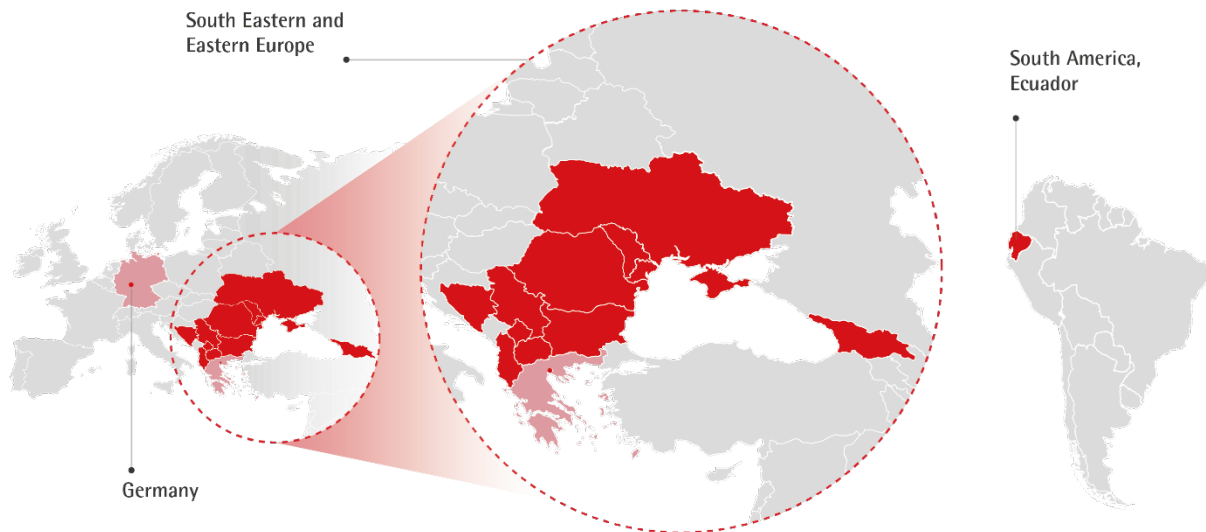 South Eastern and
Eastern Europe
South America,
Ecuador
Germany